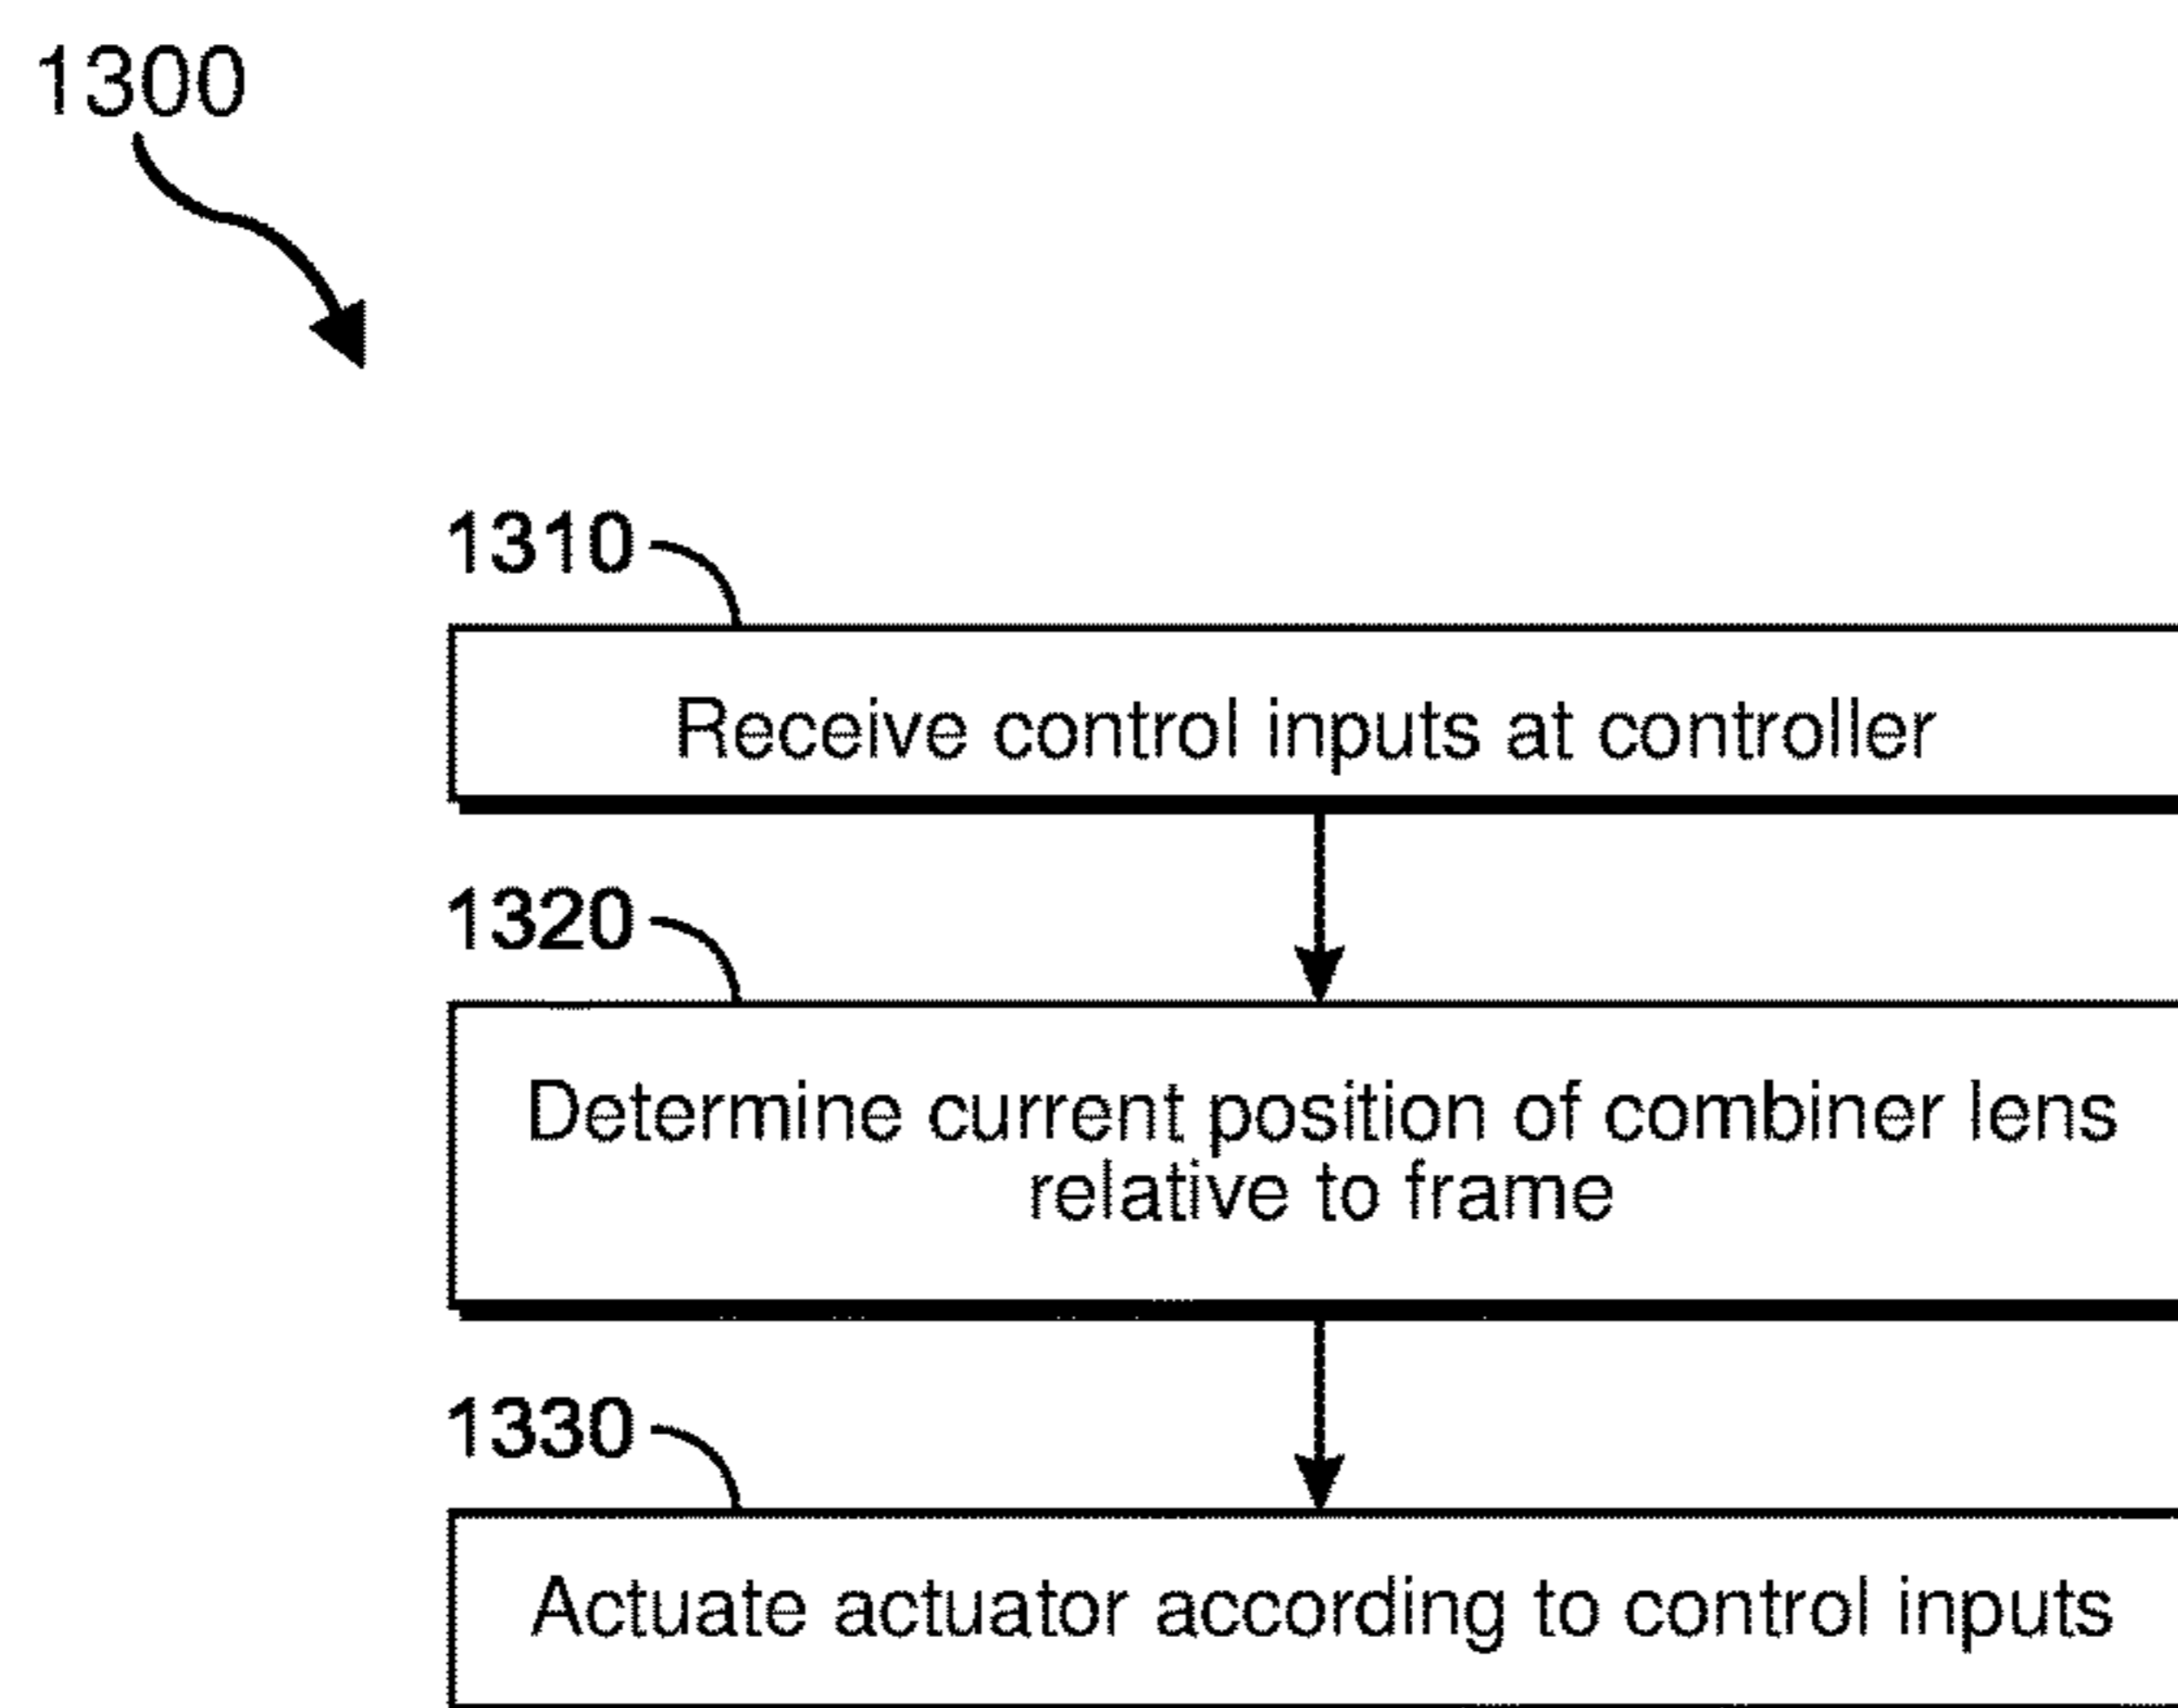 1300
1310
Receive control inputs at controller
1320
Determine current position of combiner lens
relative to frame
1330
Actuate actuator according to control inputs